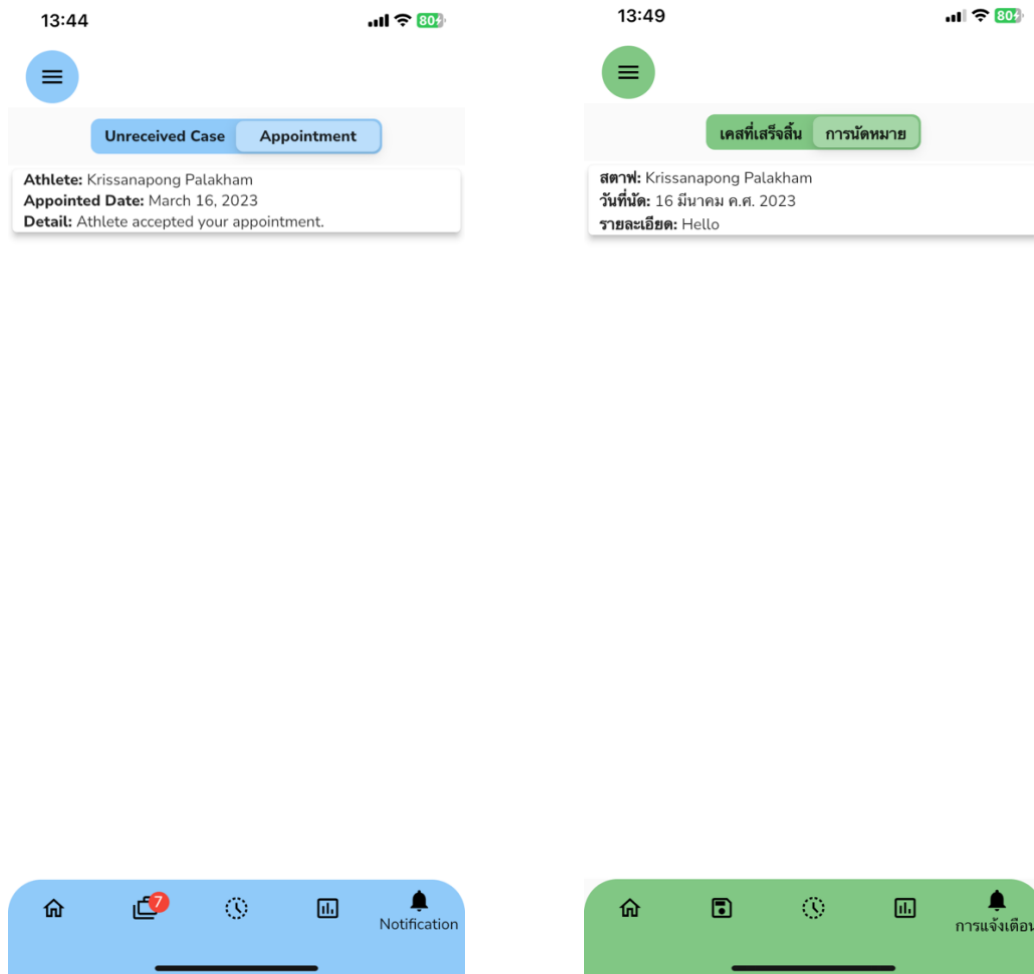 13:44
80
Unreceived Case
Appointment
Athlete: Krissanapong Palakham
Appointed Date: March 16, 2023
Detail: Athlete accepted your appointment.
7
Notification
13:49
80
เคสที่เสร็จสิ้น
การนัดหมาย
สตาฟ: Krissanapong Palakham
วันที่นัด: 16 มีนาคม ค.ศ. 2023
รายละเอียด: Hello
การแจ้งเตือน